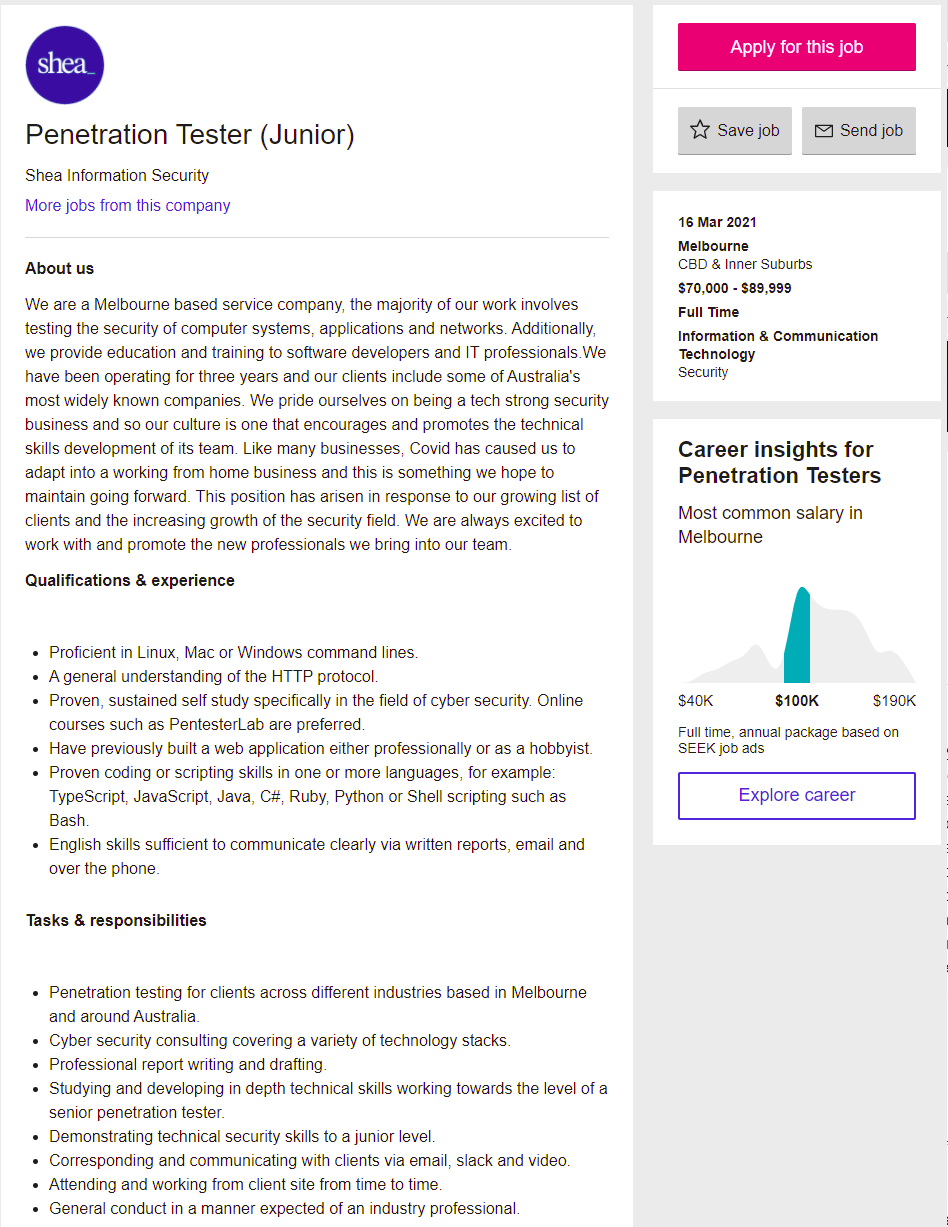 shea_
Penetration Tester (Junior)
Shea Information Security
More jobs from this company
About us
We are a Melbourne based service company, the majority of our work involves
testing the security of computer systems, applications and networks. Additionally,
we provide education and training to software developers and IT professionals.We
have been operating for three years and our clients include some of Australia's
most widely known companies. We pride ourselves on being a tech strong security
business and so our culture is one that encourages and promotes the technical
skills development of its team. Like many businesses, Covid has caused us to
adapt into a working from home business and this is something we hope to
maintain going forward. This position has arisen in response to our growing list of
clients and the increasing growth of the security field. We are always excited to
work with and promote the new professionals we bring into our team.
Qualifications & experience
• Proficient in Linux, Mac or Windows command lines.
• A general understanding of the HTTP protocol.
• Proven, sustained self study specifically in the field of cyber security. Online
courses such as PentesterLab are preferred.
• Have previously built a web application either professionally or as a hobbyist.
• Proven coding or scripting skills in one or more languages, for example:
TypeScript, JavaScript, Java, C#, Ruby, Python or Shell scripting such as
Bash.
• English skills sufficient to communicate clearly via written reports, email and
over the phone.
Tasks & responsibilities
• Penetration testing for clients across different industries based in Melbourne
and around Australia.
• Cyber security consulting covering a variety of technology stacks.
• Professional report writing and drafting.
• Studying and developing in depth technical skills working towards the level of a
senior penetration tester.
• Demonstrating technical security skills to a junior level.
• Corresponding and communicating with clients via email, slack and video.
• Attending and working from client site from time to time.
• General conduct in a manner expected of an industry professional.
Apply for this job
Save job
Send job
16 Mar 2021
Melbourne
CBD & Inner Suburbs
$70,000 - $89,999
Full Time
Information & Communication
Technology
Security
Career insights for
Penetration Testers
Most common salary in
Melbourne
$40K $100K $190K
Full time, annual package based on
SEEK job ads
Explore career